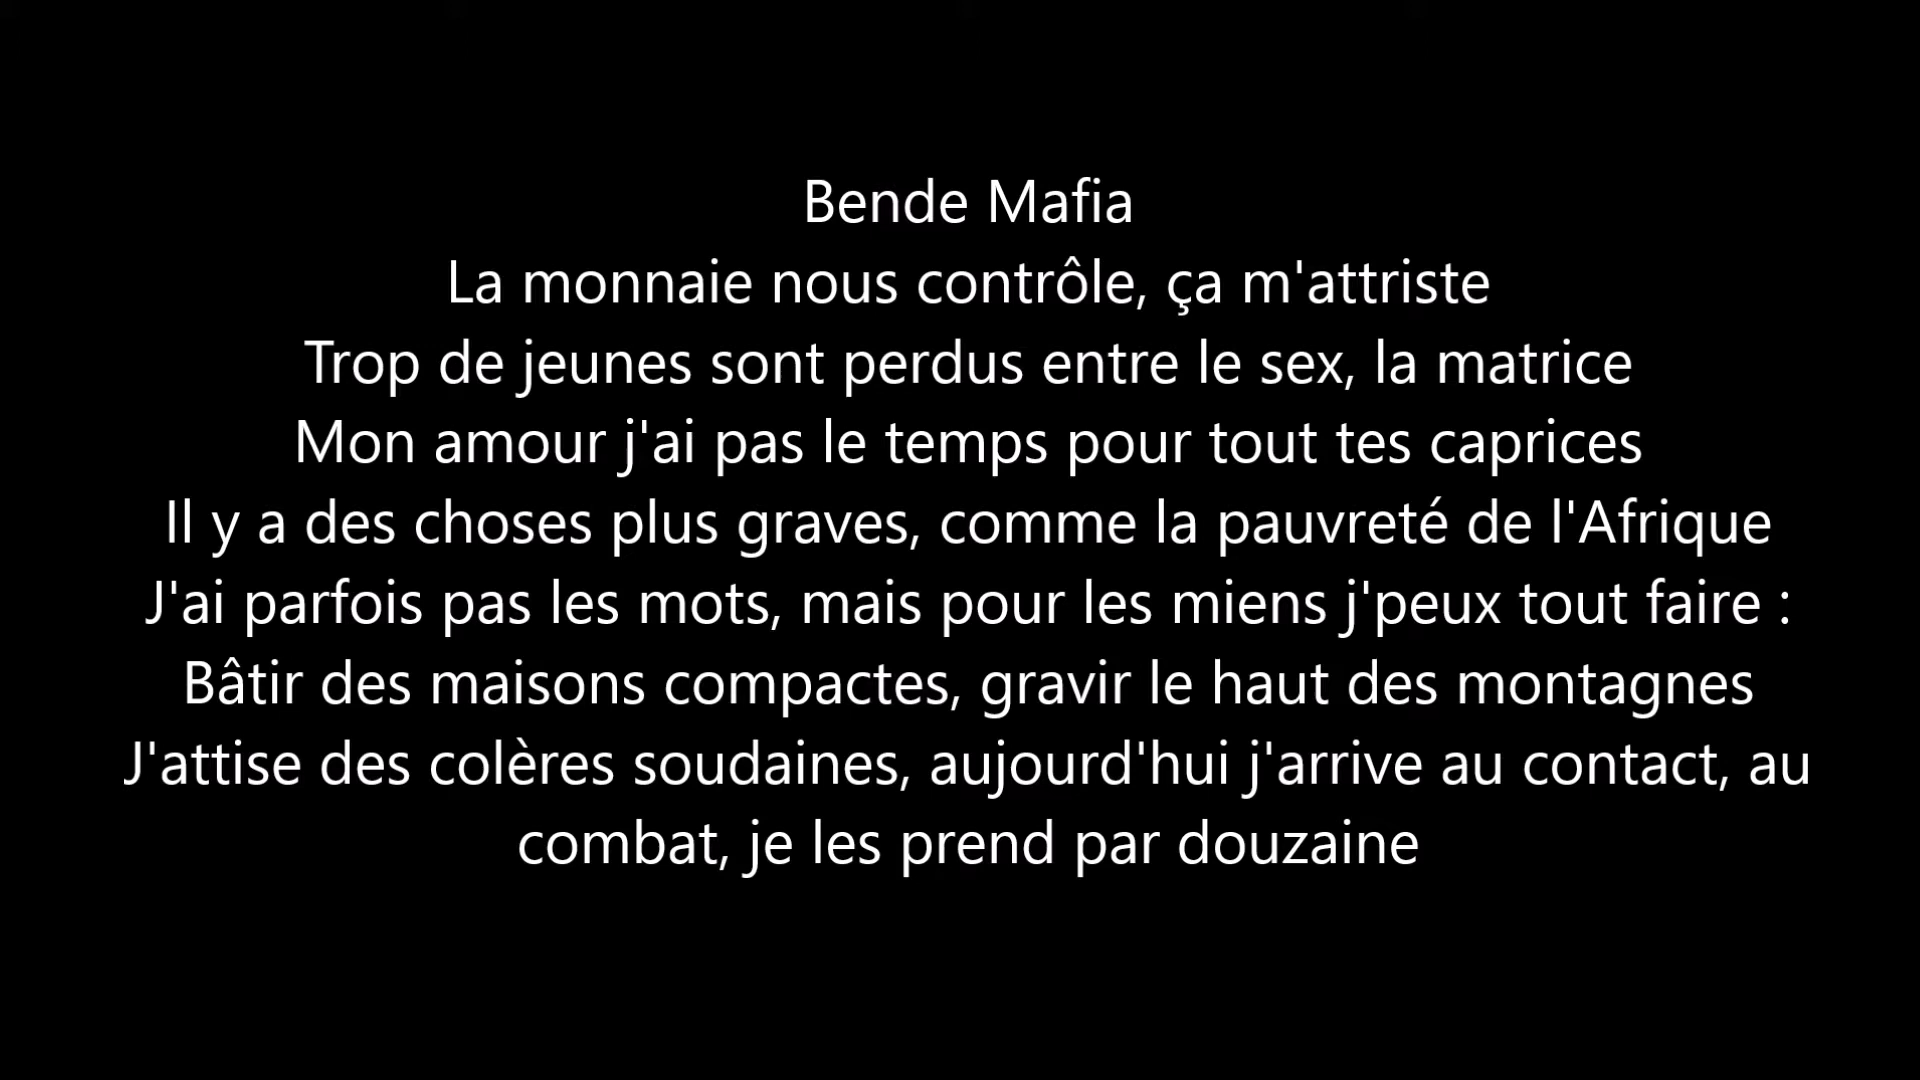 Bende Mafia
La monnaie nous contrôle, ça m'attriste
Trop de jeunes sont perdus entre le sex, la matrice
Mon amour j'ai pas le temps pour tout tes caprices
Il y a des choses plus graves, comme la pauvreté de l'Afrique
J'ai parfois pas les mots, mais pour les miens j'peux tout faire :
Bâtir des maisons compactes, gravir le haut des montagnes
J'attise des colères soudaines, aujourd'hui j'arrive au contact, au
combat, je les prend par douzaine